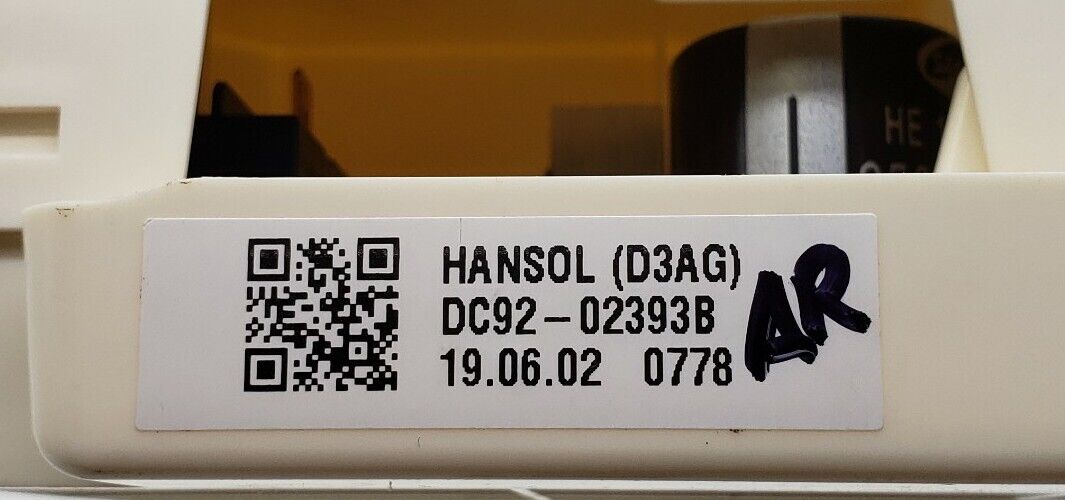 HE
HANSOL (D3AG)
DC92-02393B
19.06.02 0778
AR